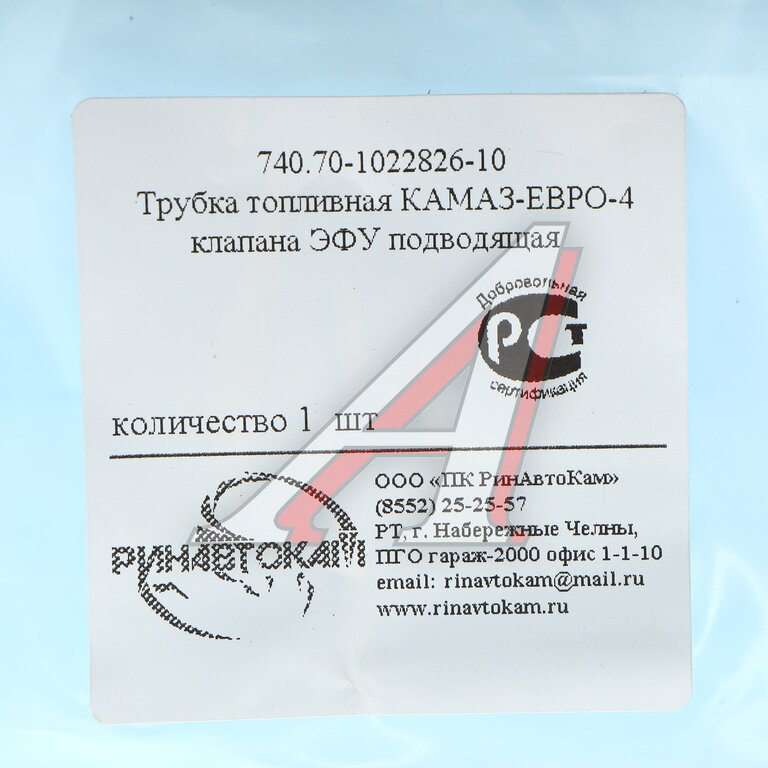 740.70-1022826-10
Трубка топливная КАМАЗ-ЕВРО-4
клапана ЭФУ подводящая
Добровольная
РСТ
сертификация
количество 1 шт
РИНАВТОКАМ
ООО «ПК РинАвтоКам»
(8552) 25-25-57
РТ, г. Набережные Челны,
ПГО гараж-2000 офис 1-1-10
email: rinavtokam@mail.ru
www.rinavtokam.ru